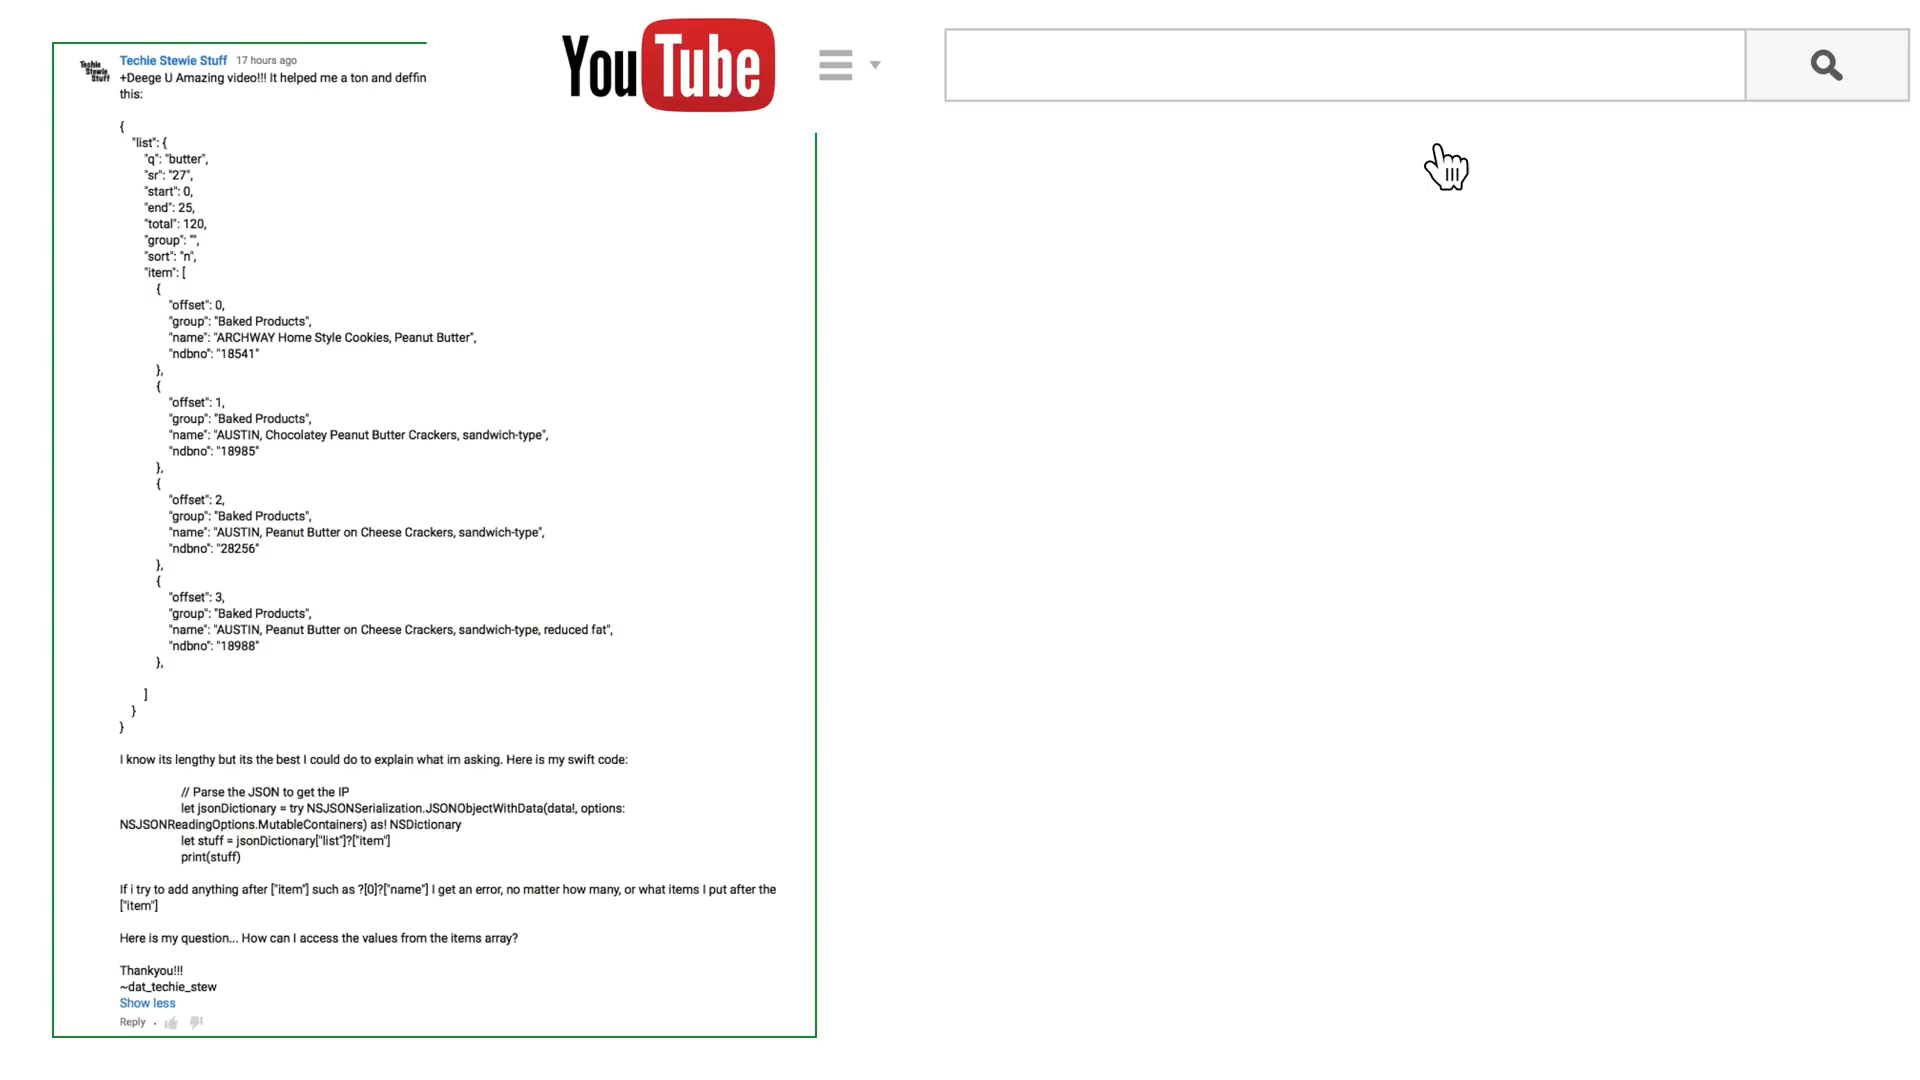 YouTube
Techie Stewie Stuff 17 hours ago
Techie
Stewie
Stuff
+Deege U Amazing video!!! It helped me a ton and deffin
this:
{
"list": {
"q": "butter",
"sr": "27",
"start": 0,
"end": 25,
"total": 120,
"group": "",
"sort": "n",
"item": [
{
"offset": 0,
"group": "Baked Products",
"name": "ARCHWAY Home Style Cookies, Peanut Butter",
"ndbno": "18541"
},
{
"offset": 1,
"group": "Baked Products",
"name": "AUSTIN, Chocolatey Peanut Butter Crackers, sandwich-type",
"ndbno": "18985"
},
{
"offset": 2,
"group": "Baked Products",
"name": "AUSTIN, Peanut Butter on Cheese Crackers, sandwich-type",
"ndbno": "28256"
},
{
"offset": 3,
"group": "Baked Products",
"name": "AUSTIN, Peanut Butter on Cheese Crackers, sandwich-type, reduced fat",
"ndbno": "18988"
},
]
}
}
I know its lengthy but its the best I could do to explain what im asking. Here is my swift code:
// Parse the JSON to get the IP
let jsonDictionary = try NSJSONSerialization.JSONObjectWithData(data!, options:
NSJSONReadingOptions.MutableContainers) as! NSDictionary
let stuff = jsonDictionary["list"]?["item"]
print(stuff)
If i try to add anything after ["item"] such as ?[0]?["name"] I get an error, no matter how many, or what items I put after the
["item"]
Here is my question... How can I access the values from the items array?
Thankyou!!!
~dat_techie_stew
Show less
Reply •